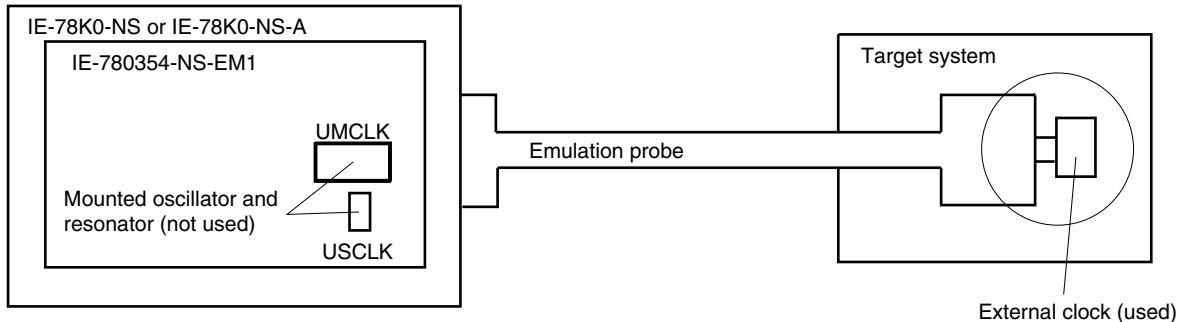 IE-78K0-NS or IE-78K0-NS-A
IE-780354-NS-EM1
Target system
UMCLK
Emulation probe
Mounted oscillator and
resonator (not used)
USCLK
External clock (used)